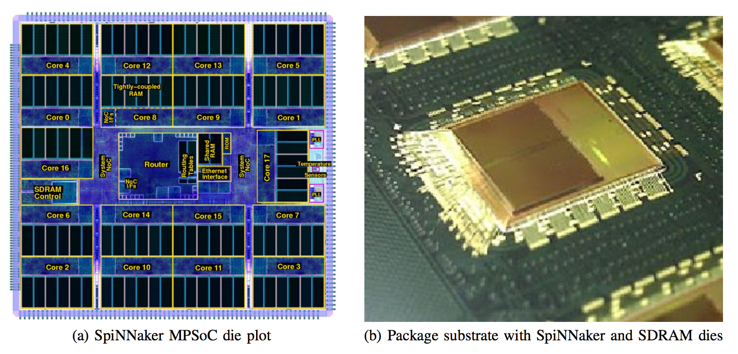 Core 4
Core 12
Core 13
Core 5
Tightly-coupled
RAM
Core 0
NoC
I/Fs
Core 8
Core 9
Core 1
System
NoC
Router
NoC
I/Fs
Routing
Tables
Shared
RAM
ROM
Ethernet
Interface
System
NoC
Core 17
PLL
Temperature
Sensors
PLL
Core 16
SDRAM
Control
Core 6
Core 14
Core 15
Core 7
Core 2
Core 10
Core 11
Core 3
(a) SpiNNaker MPSoC die plot
(b) Package substrate with SpiNNaker and SDRAM dies